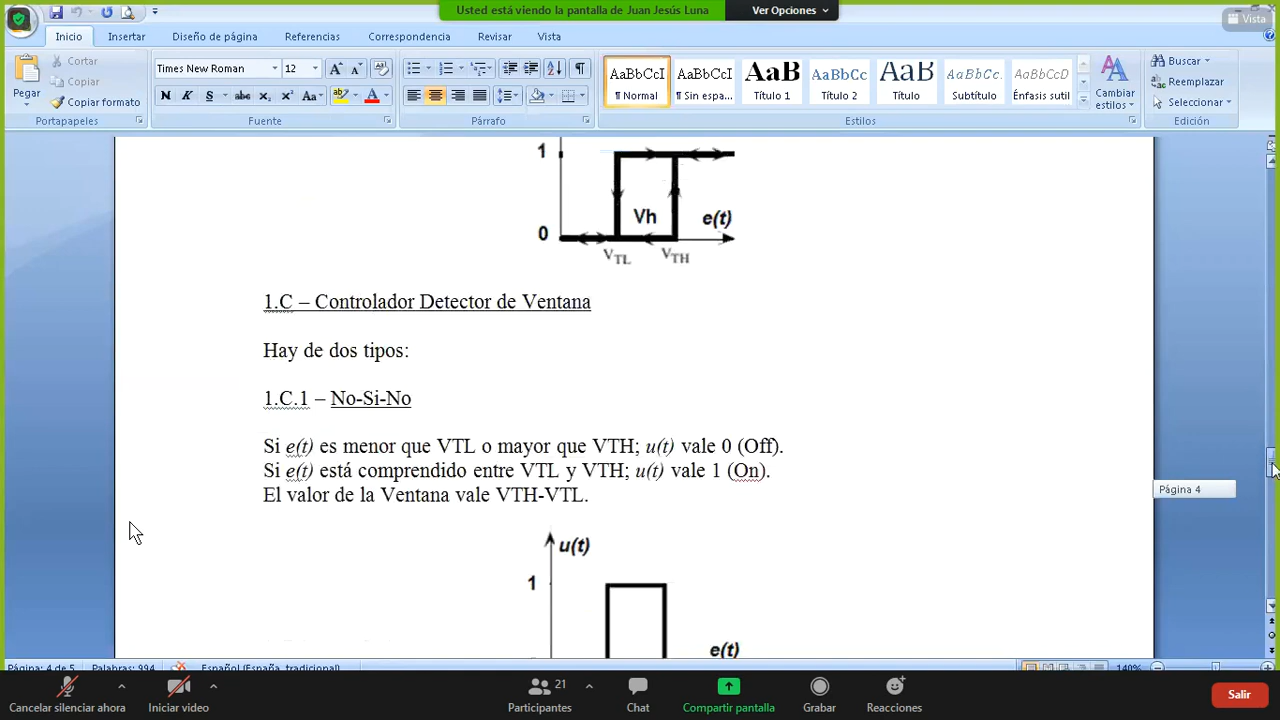 Usted está viendo la pantalla de Juan Jesús Luna
Ver Opciones
Vista
Inicio
Insertar
Diseño de página
Referencias
Correspondencia
Revisar
Vista
Pegar
Cortar
Copiar
Copiar formato
Portapapeles
Times New Roman
12
N K S abc x₂ x² Aa
Fuente
Párrafo
AaBbCcI
¶ Normal
AaBbCcI
¶ Sin espa...
AaB
Título 1
AaBbCc
Título 2
AaB
Título
AaBbCc.
Subtítulo
AaBbCcD
Énfasis sutil
Cambiar
estilos
Estilos
Buscar
Reemplazar
Seleccionar
Edición
1
Vh
e(t)
0
VTL
VTH
1.C – Controlador Detector de Ventana
Hay de dos tipos:
1.C.1 – No-Si-No
Si e(t) es menor que VTL o mayor que VTH; u(t) vale 0 (Off).
Si e(t) está comprendido entre VTL y VTH; u(t) vale 1 (On).
El valor de la Ventana vale VTH-VTL.
Página 4
u(t)
1
e(t)
Página: 4 de 5
Palabras: 994
Español (España, tradicional)
140%
Cancelar silenciar ahora
Iniciar video
21
Participantes
Chat
Compartir pantalla
Grabar
Reacciones
Salir